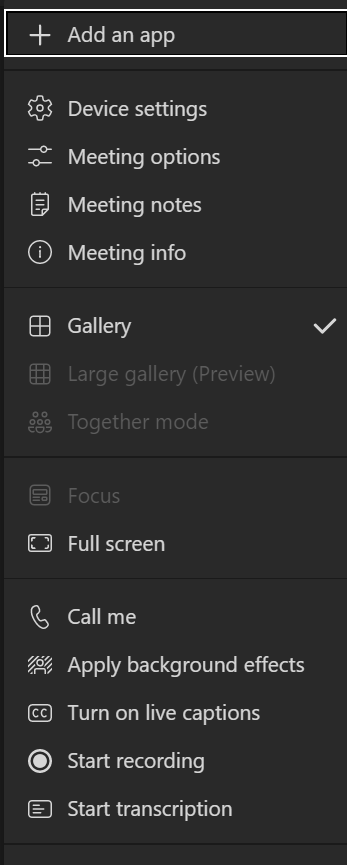 Add an app
Device settings
Meeting options
Meeting notes
Meeting info
Gallery
Large gallery (Preview)
Together mode
Focus
Full screen
Call me
Apply background effects
CC Turn on live captions
Start recording
Start transcription